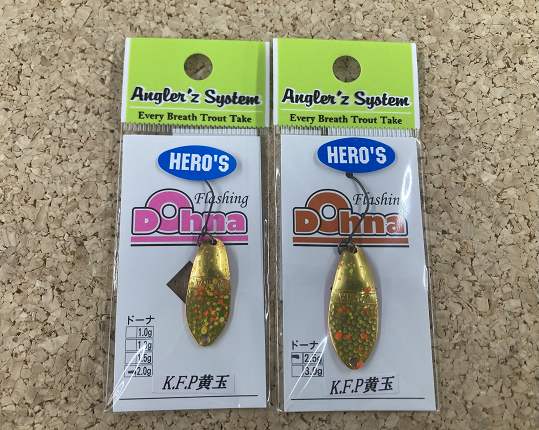 Angler'z System
Every Breath Trout Take
HERO'S
Flashing
Dohna
ドーナ
1.0g
1.5g
2.0g
K.F.P黄玉
Angler'z System
Every Breath Trout Take
HERO'S
Flashing
Dohna
ドーナ
2.5g
3.0g
K.F.P黄玉